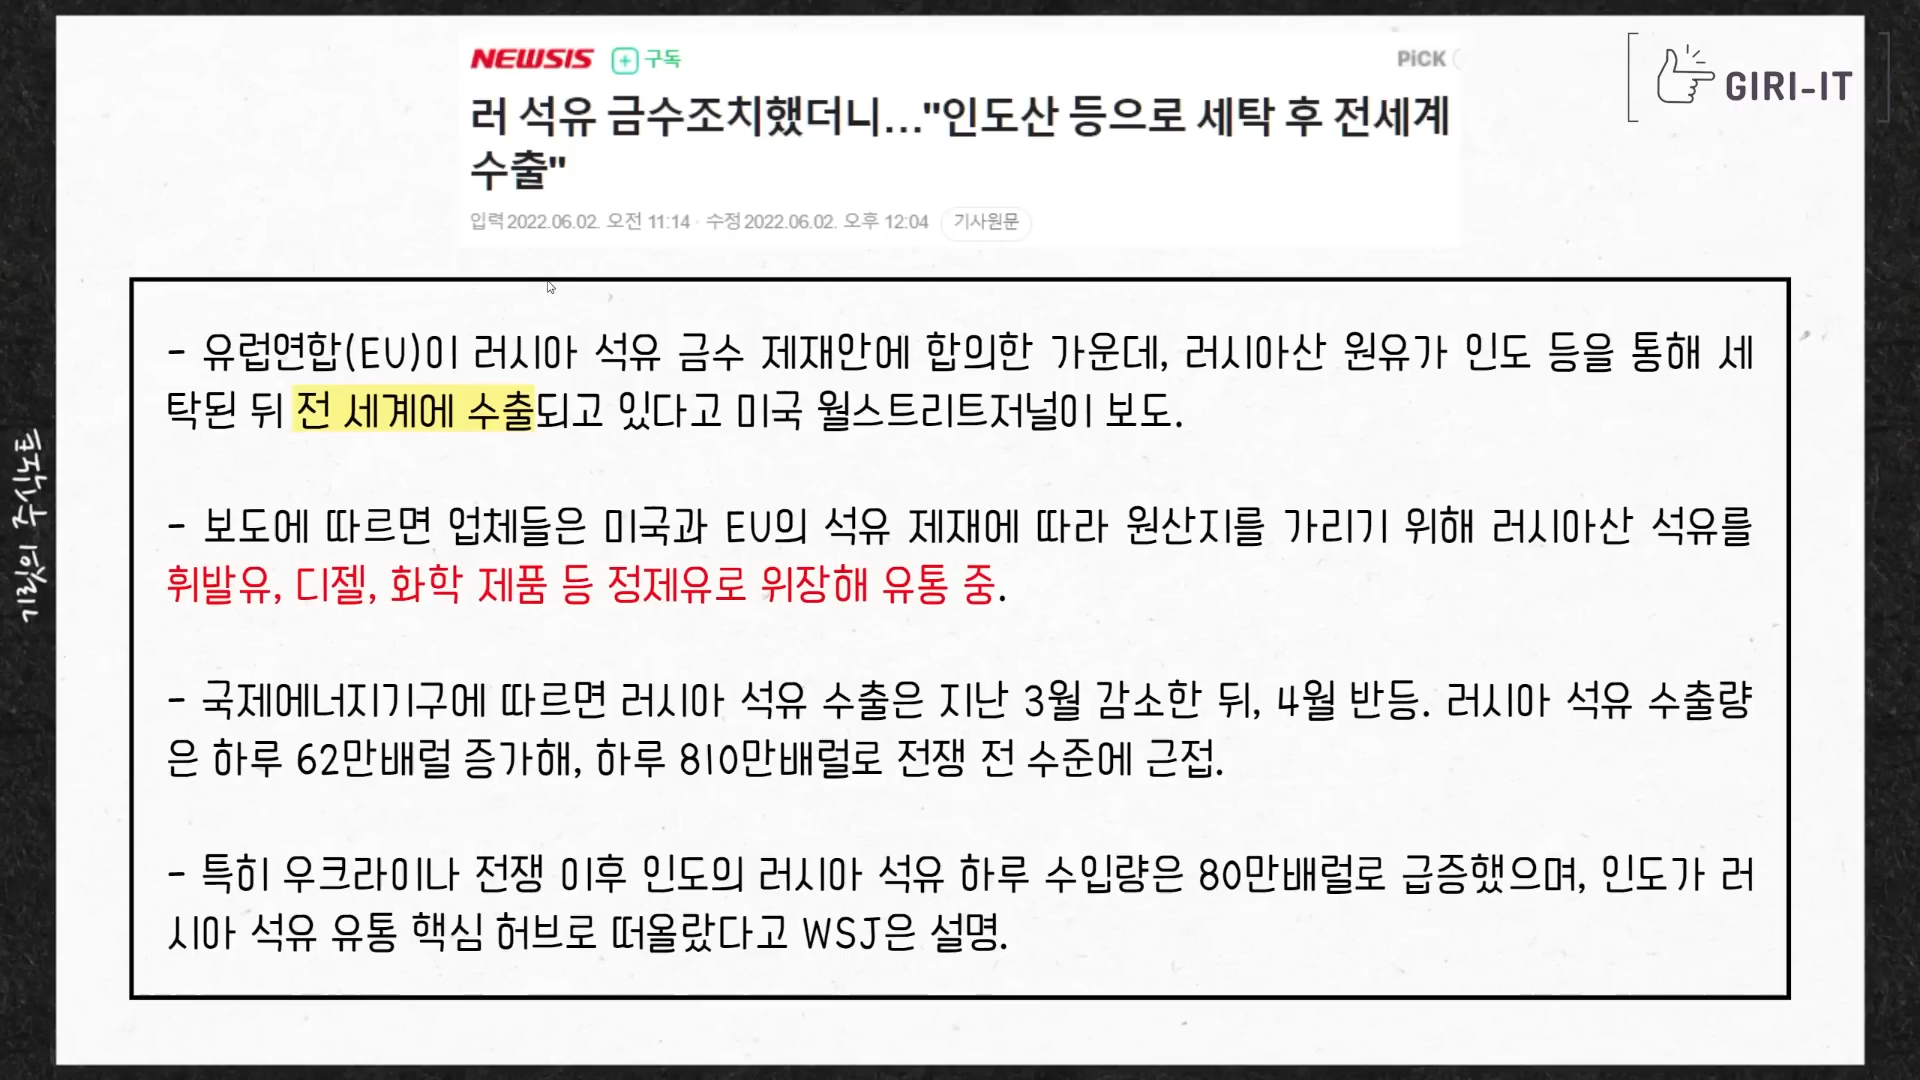 NEWSIS 구독 PiCK
GIRI-IT
러 석유 금수조치했더니..."인도산 등으로 세탁 후 전세계
수출"
입력 2022.06.02. 오전 11:14 · 수정 2022.06.02. 오후 12:04 기사원문
- 유럽연합(EU)이 러시아 석유 금수 제재안에 합의한 가운데, 러시아산 원유가 인도 등을 통해 세
탁된 뒤 전 세계에 수출되고 있다고 미국 월스트리트저널이 보도.
- 보도에 따르면 업체들은 미국과 EU의 석유 제재에 따라 원산지를 가리기 위해 러시아산 석유를
휘발유, 디젤, 화학 제품 등 정제유로 위장해 유통 중.
- 국제에너지기구에 따르면 러시아 석유 수출은 지난 3월 감소한 뒤, 4월 반등. 러시아 석유 수출량
은 하루 62만배럴 증가해, 하루 810만배럴로 전쟁 전 수준에 근접.
- 특히 우크라이나 전쟁 이후 인도의 러시아 석유 하루 수입량은 80만배럴로 급증했으며, 인도가 러
시아 석유 유통 핵심 허브로 떠올랐다고 WSJ은 설명.
기릿의 주식노트